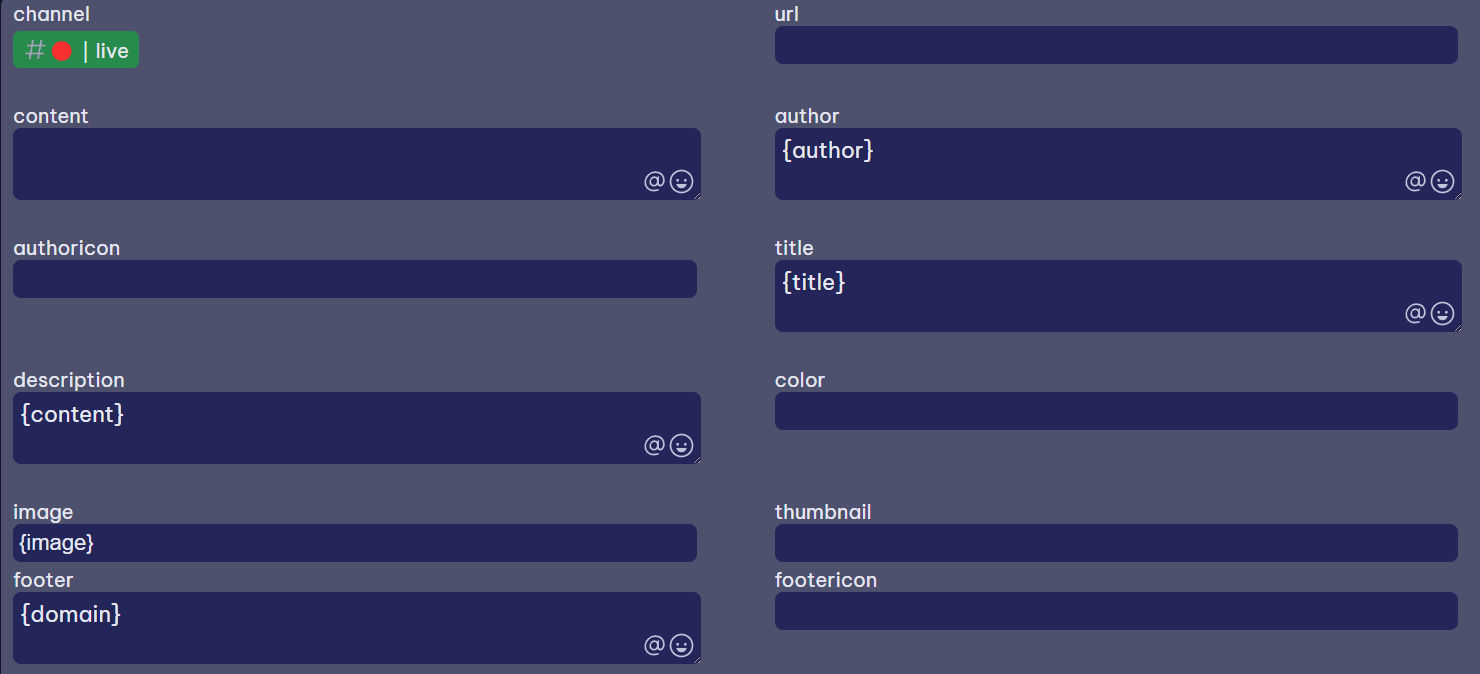 channel
url
# 🔴 | live
content
author
{author}
authoricon
title
{title}
description
color
{content}
image
thumbnail
{image}
footer
footericon
{domain}